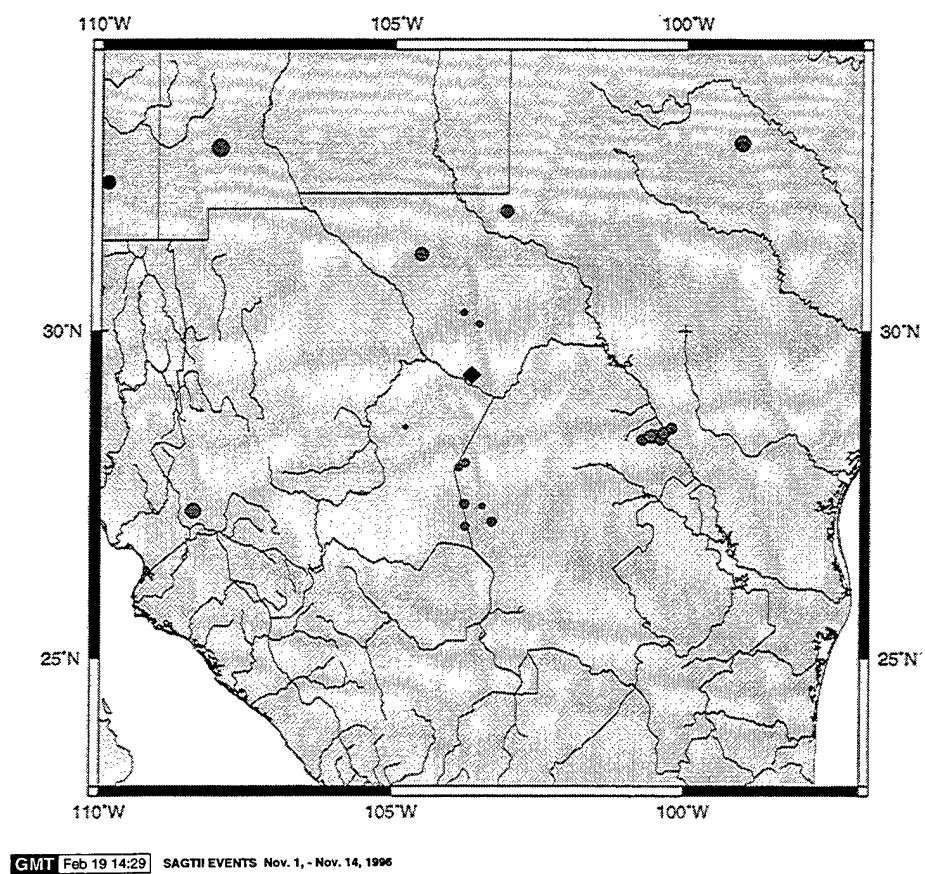 110°W 105°W 100°W
30°N 30°N
25°N 25°N
110°W 105°W 100°W
GMT Feb 19 14:29 SAGTII EVENTS Nov. 1, - Nov. 14, 1996